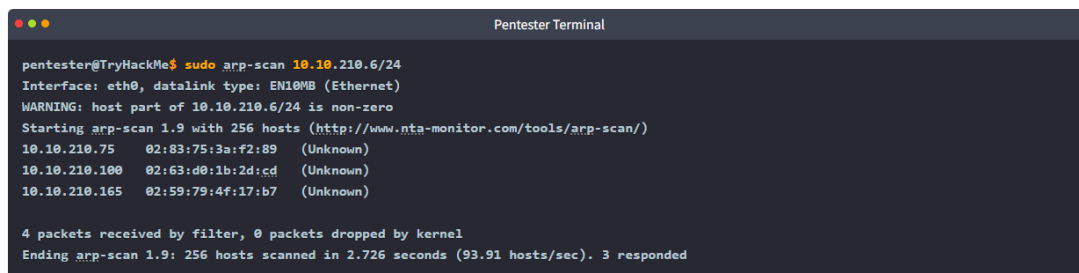 Pentester Terminal
pentester@TryHackMe$ sudo arp-scan 10.10.210.6/24
Interface: eth0, datalink type: EN10MB (Ethernet)
WARNING: host part of 10.10.210.6/24 is non-zero
Starting arp-scan 1.9 with 256 hosts (http://www.nta-monitor.com/tools/arp-scan/)
10.10.210.75    02:83:75:3a:f2:89   (Unknown)
10.10.210.100   02:63:d0:1b:2d:cd   (Unknown)
10.10.210.165   02:59:79:4f:17:b7   (Unknown)
4 packets received by filter, 0 packets dropped by kernel
Ending arp-scan 1.9: 256 hosts scanned in 2.726 seconds (93.91 hosts/sec). 3 responded